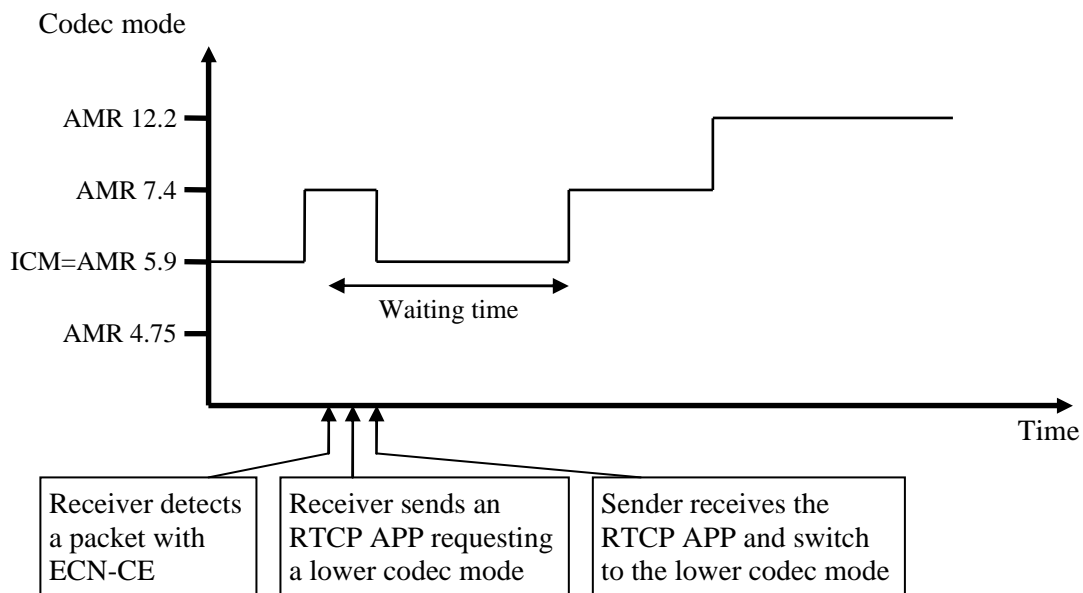 Codec mode
AMR 12.2
AMR 7.4
ICM=AMR 5.9
AMR 4.75
Waiting time
Time
Receiver detects
a packet with
ECN-CE
Receiver sends an
RTCP APP requesting
a lower codec mode
Sender receives the
RTCP APP and switch
to the lower codec mode